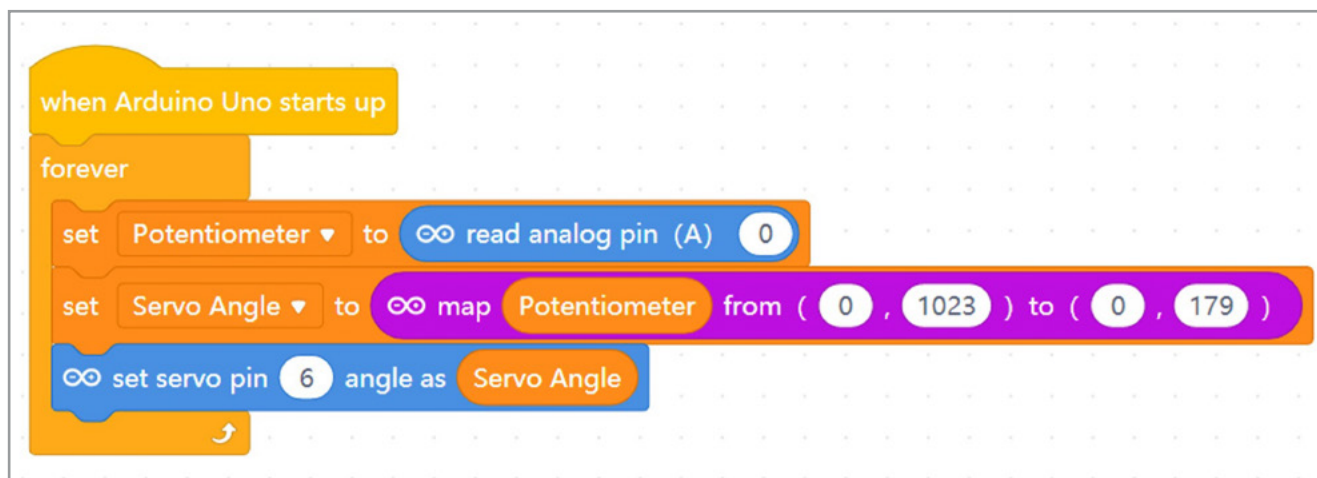 when Arduino Uno starts up
forever
set Potentiometer to read analog pin (A) 0
set Servo Angle to map Potentiometer from ( 0 , 1023 ) to ( 0 , 179 )
set servo pin 6 angle as Servo Angle